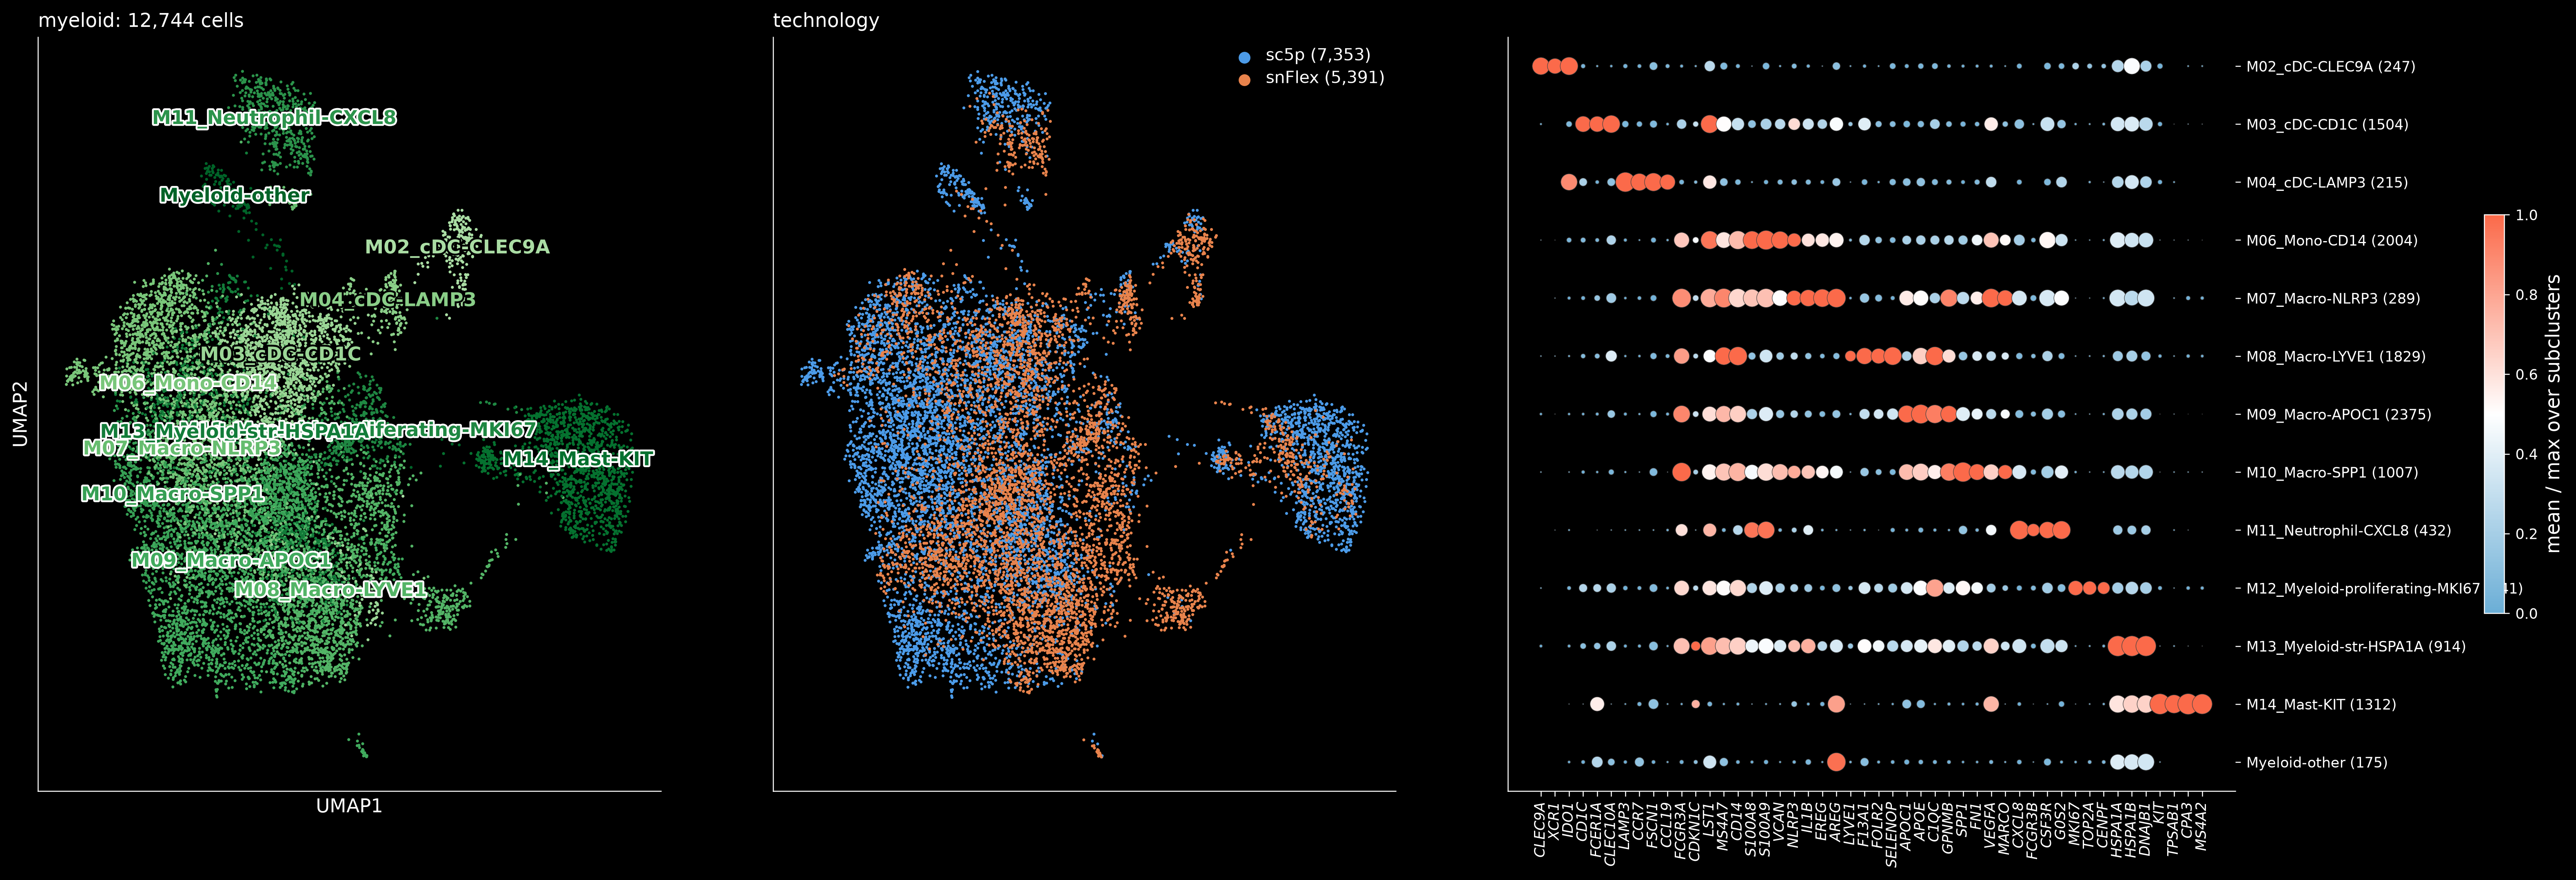 myeloid: 12,744 cells
M11_Neutrophil-CXCL8
Myeloid-other
M02_cDC-CLEC9A
M04_cDC-LAMP3
M03_cDC-CD1C
M06_Mono-CD14
M13_Myeloid-str-HSPA1A
iferating-MKI67
M07_Macro-NLRP3
M14_Mast-KIT
M10_Macro-SPP1
M09_Macro-APOC1
M08_Macro-LYVE1
UMAP2
UMAP1
technology
sc5p (7,353)
snFlex (5,391)
M02_cDC-CLEC9A (247)
M03_cDC-CD1C (1504)
M04_cDC-LAMP3 (215)
M06_Mono-CD14 (2004)
M07_Macro-NLRP3 (289)
M08_Macro-LYVE1 (1829)
M09_Macro-APOC1 (2375)
M10_Macro-SPP1 (1007)
M11_Neutrophil-CXCL8 (432)
M12_Myeloid-proliferating-MKI67
M13_Myeloid-str-HSPA1A (914)
M14_Mast-KIT (1312)
Myeloid-other (175)
CLEC9A
XCR1
IDO1
CD1C
FCER1A
CLEC10A
LAMP3
CCR7
FSCN1
CCL19
FCGR3A
CDKN1C
LST1
MS4A7
CD14
S100A8
S100A9
VCAN
NLRP3
IL1B
EREG
AREG
LYVE1
F13A1
FOLR2
SELENOP
APOC1
APOE
C1QC
GPNMB
SPP1
FN1
VEGFA
MARCO
CXCL8
FCGR3B
CSF3R
G0S2
MKI67
TOP2A
CENPF
HSPA1A
HSPA1B
DNAJB1
KIT
TPSAB1
CPA3
MS4A2
1.0
0.8
0.6
0.4
0.2
0.0
mean / max over subclusters